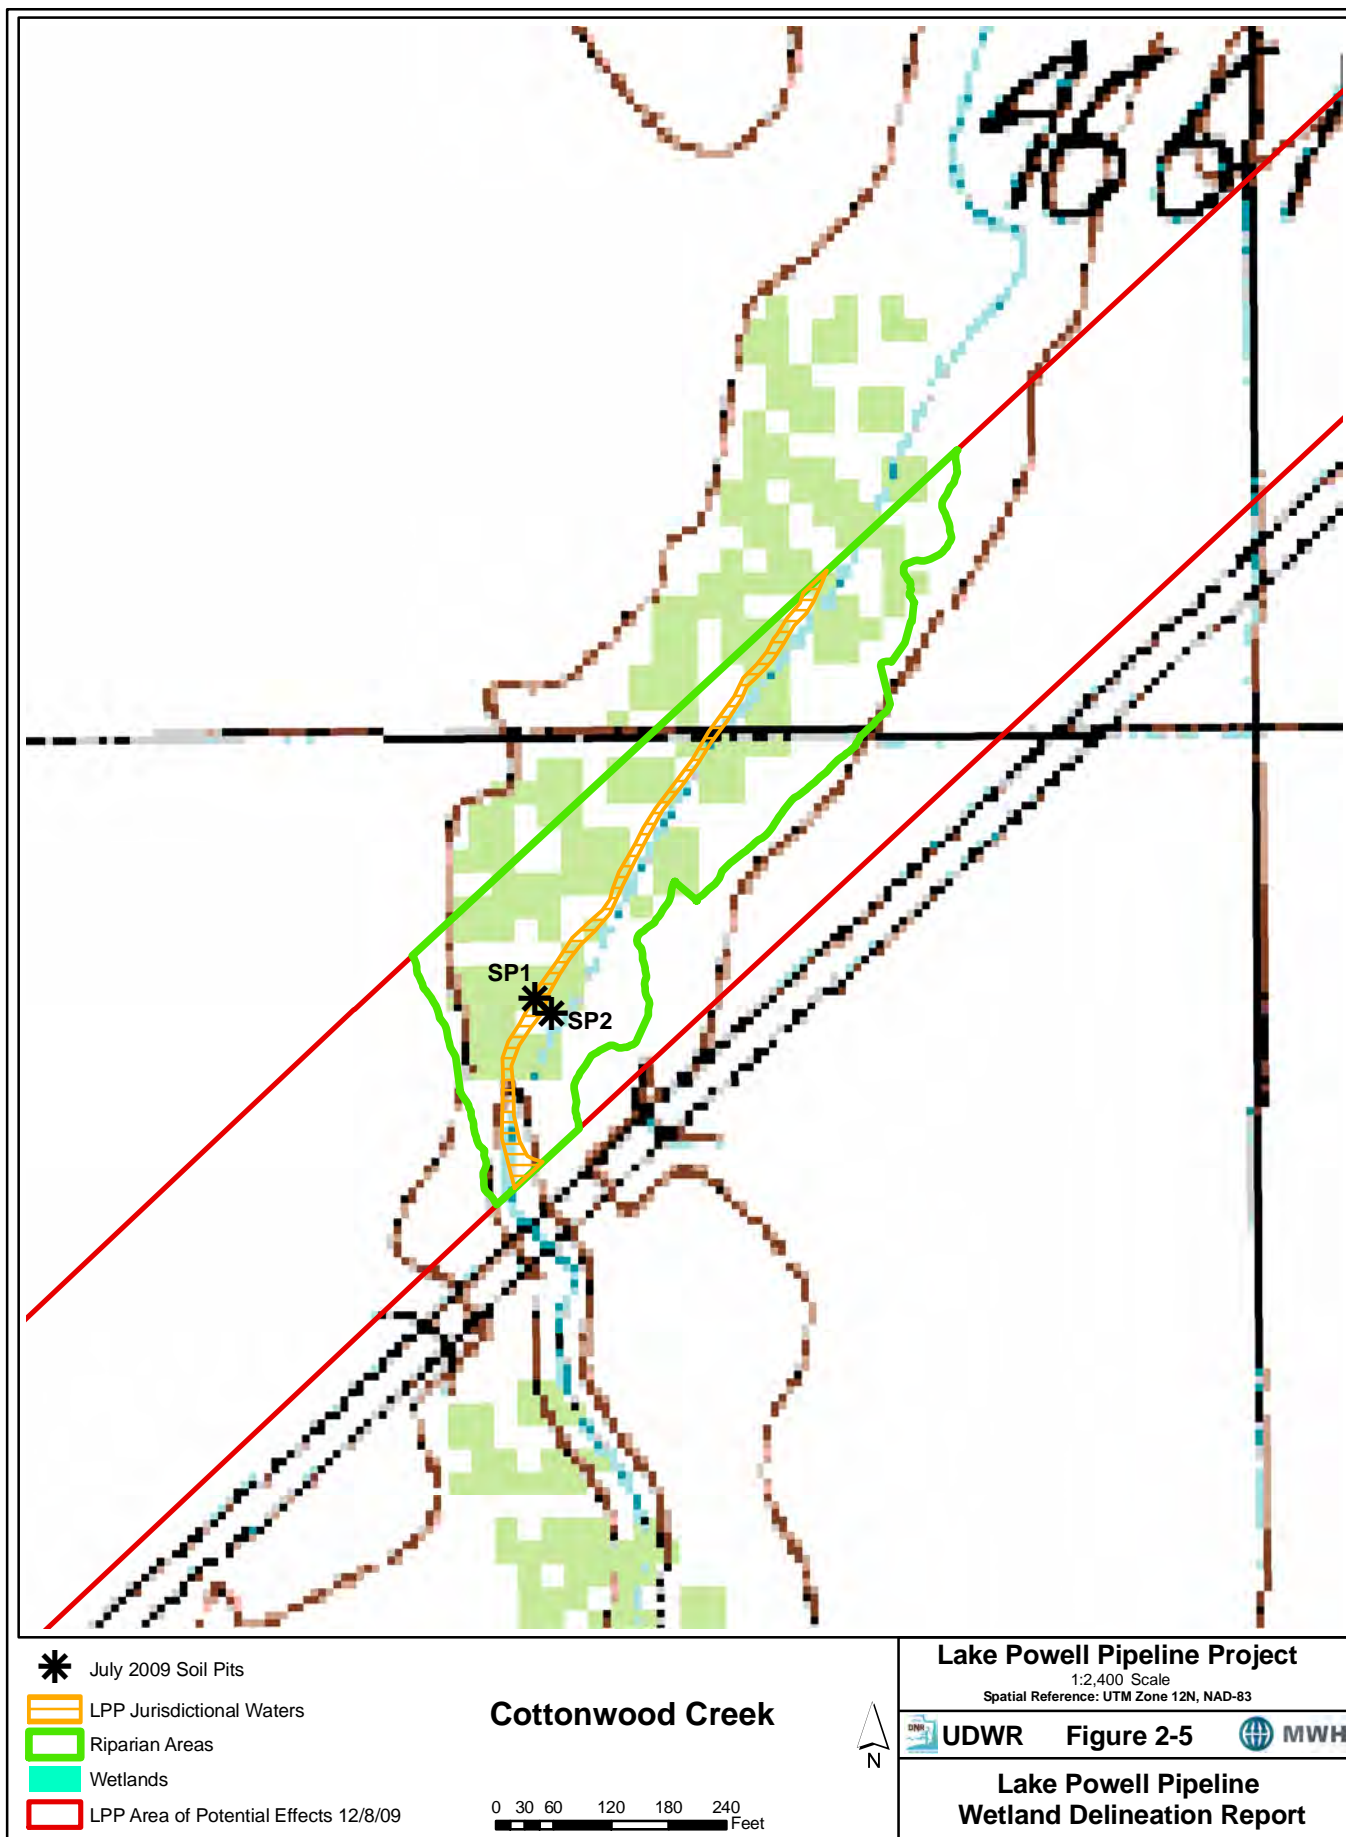 4661
SP1
SP2
July 2009 Soil Pits
LPP Jurisdictional Waters
Riparian Areas
Wetlands
LPP Area of Potential Effects 12/8/09
Cottonwood Creek
0 30 60 120 180 240
Feet
N
Lake Powell Pipeline Project
1:2,400 Scale
Spatial Reference: UTM Zone 12N, NAD-83
DNR
UDWR
Figure 2-5
MWH
Lake Powell Pipeline
Wetland Delineation Report